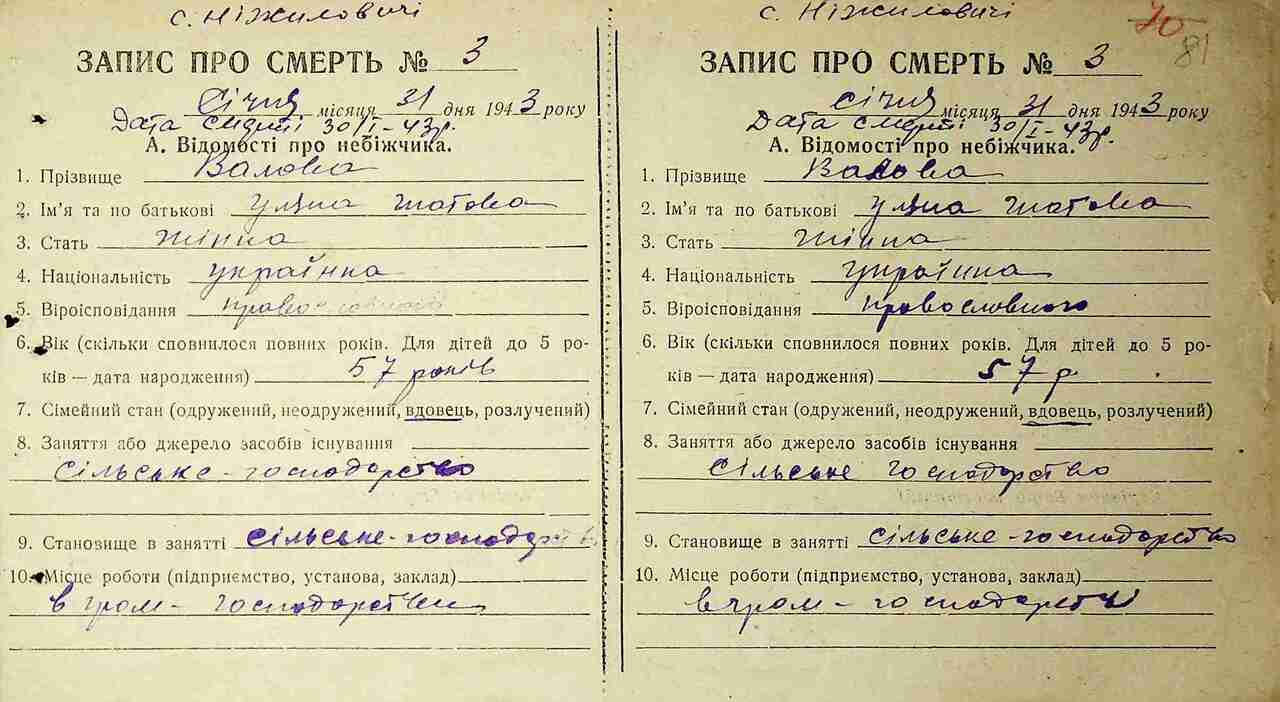 с. Ніжиловичі
ЗАПИС ПРО СМЕРТЬ № 3
Січня місяця 31 дня 1943 року
Дата смерті 30/I-43р.
А. Відомості про небіжчика.
1. Прізвище Валова
2. Ім'я та по батькові
3. Стать жінка
4. Національність українка
5. Віроісповідання православного
6. Вік (скільки сповнилося повних років. Для дітей до 5 ро-
ків — дата народження) 57 років
7. Сімейний стан (одружений, неодружений, вдовець, розлучений)
8. Заняття або джерело засобів існування
сільське-господарство
9. Становище в занятті сільське-господарство
10. Місце роботи (підприємство, установа, заклад)
в гром-господарстві
с. Ніжиловичі
70
81
ЗАПИС ПРО СМЕРТЬ № 3
січня місяця 31 дня 1943 року
Дата смерті 30/I-43р.
А. Відомості про небіжчика.
1. Прізвище Валова
2. Ім'я та по батькові
3. Стать жінка
4. Національність українка
5. Віроісповідання православного
6. Вік (скільки сповнилося повних років. Для дітей до 5 ро-
ків — дата народження) 57 р
7. Сімейний стан (одружений, неодружений, вдовець, розлучений)
8. Заняття або джерело засобів існування
сільське господарство
9. Становище в занятті сільське-господарство
10. Місце роботи (підприємство, установа, заклад)
в гром-господарстві